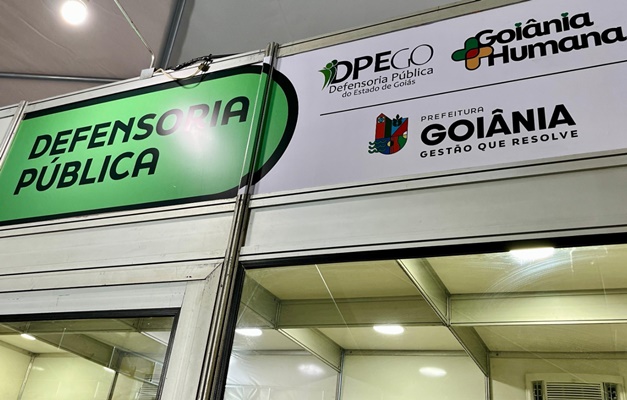 DEFENSORIA
PÚBLICA
DPEGO
Defensoria Pública
do Estado de Goiás
Goiânia
Humana
PREFEITURA
GOIÂNIA
GESTÃO QUE RESOLVE